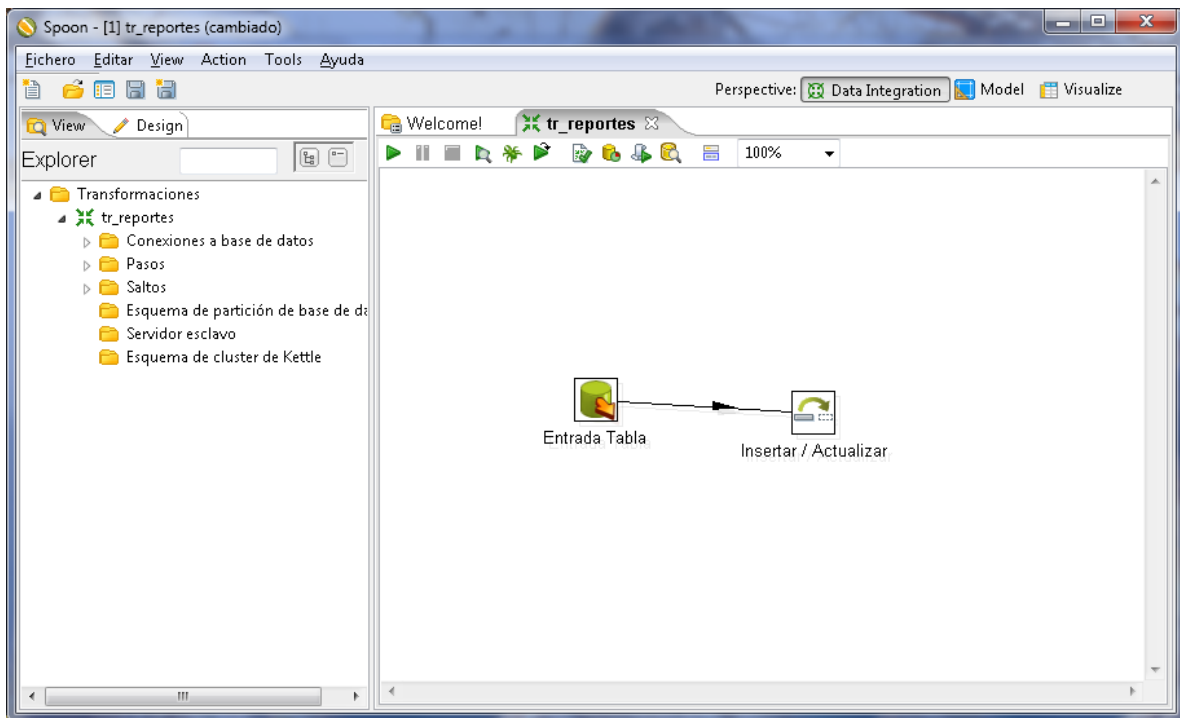 Spoon - [1] tr_reportes (cambiado)
Fichero Editar View Action Tools Ayuda
Perspective: Data Integration Model Visualize
View Design
Welcome! tr_reportes
Explorer
100%
Transformaciones
tr_reportes
Conexiones a base de datos
Pasos
Saltos
Esquema de partición de base de
Servidor esclavo
Esquema de cluster de Kettle
Entrada Tabla
Insertar / Actualizar